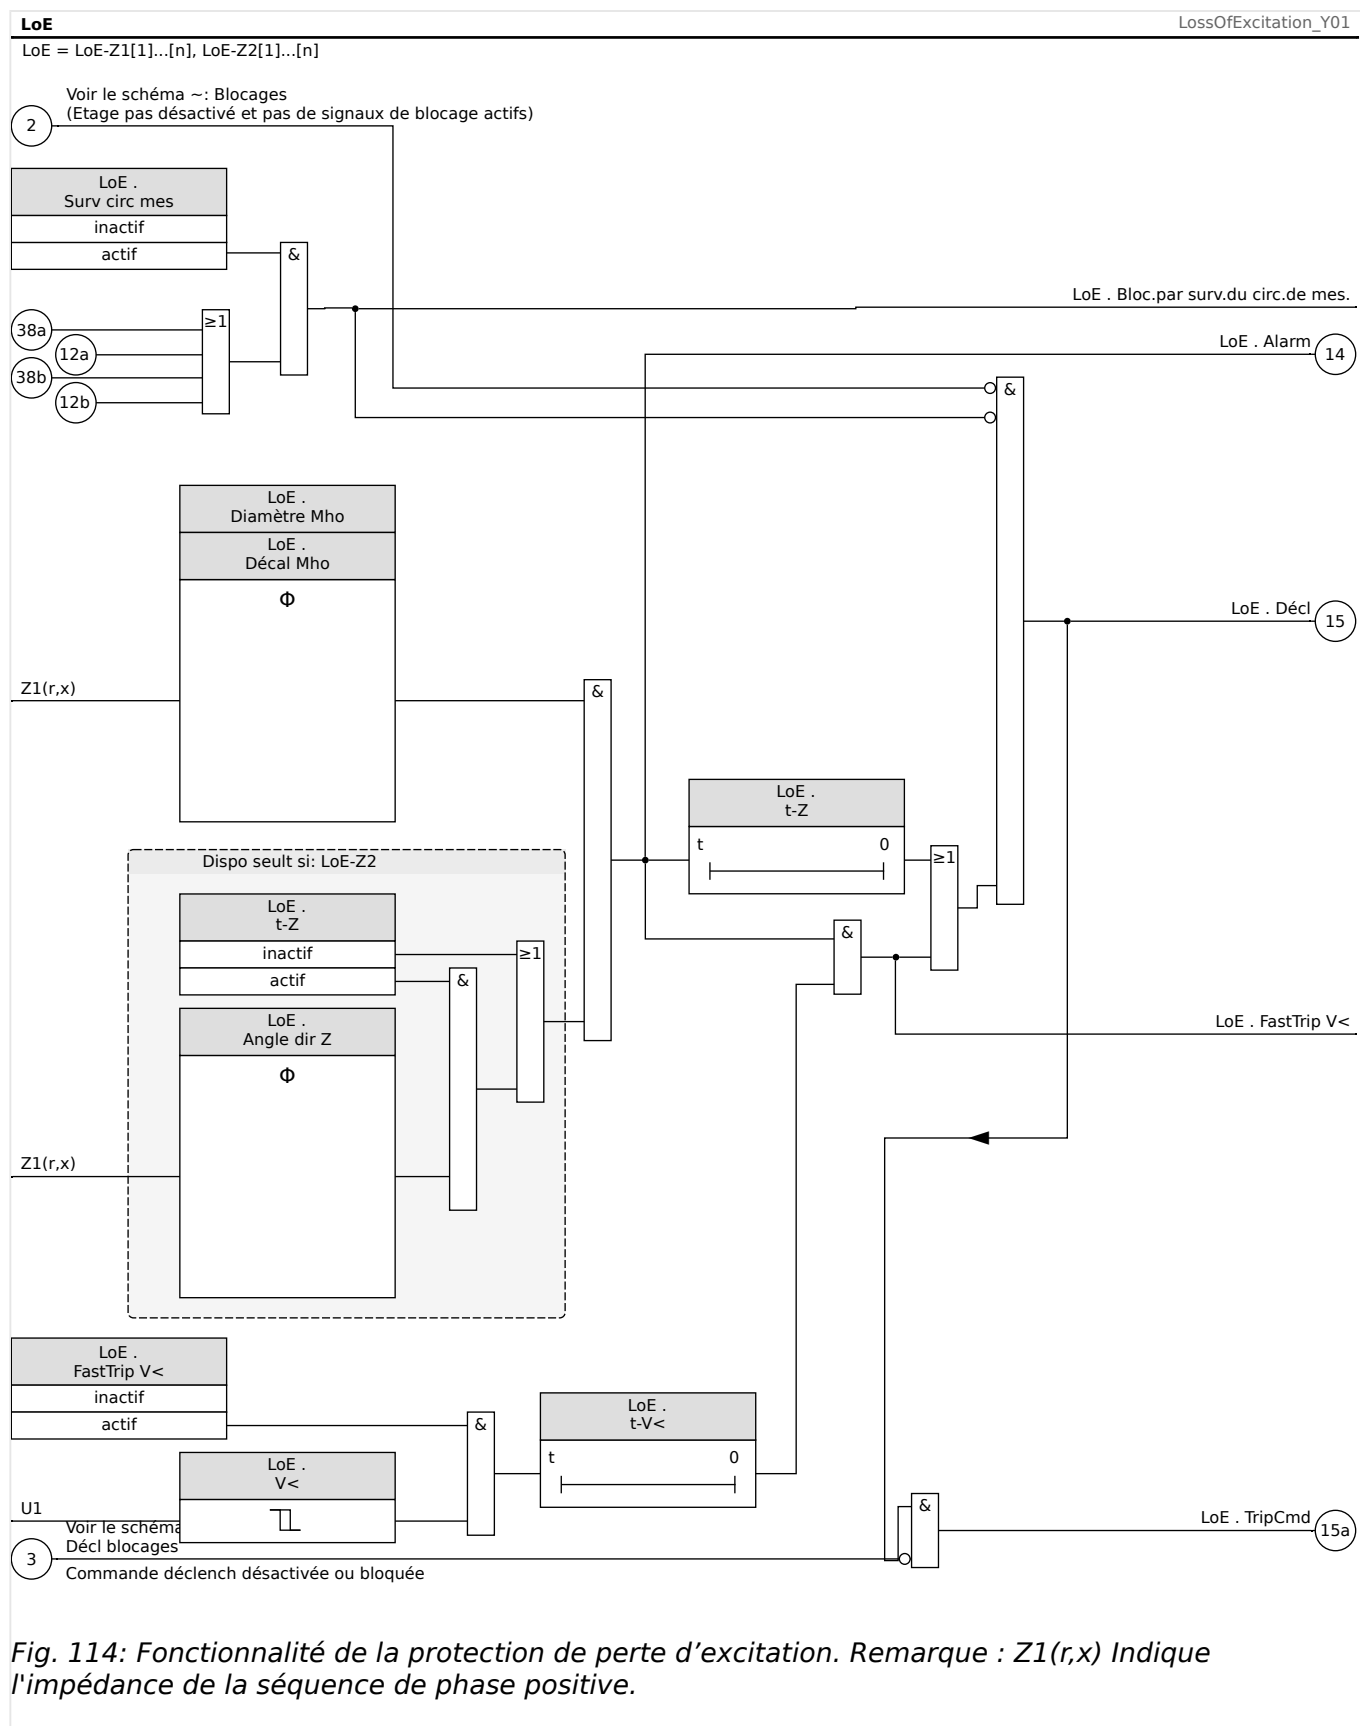 LoE
LossOfExcitation_Y01
LoE = LoE-Z1[1]...[n], LoE-Z2[1]...[n]
Voir le schéma ~: Blocages
(Etage pas désactivé et pas de signaux de blocage actifs)
2
LoE .
Surv circ mes
inactif
actif
&
LoE . Bloc.par surv.du circ.de mes.
38a
≥1
12a
38b
12b
LoE . Alarm
14
&
LoE .
Diamètre Mho
LoE .
Décal Mho
Φ
LoE . Décl
15
Z1(r,x)
&
LoE .
t-Z
t
0
≥1
Dispo seult si: LoE-Z2
LoE .
t-Z
inactif
actif
≥1
&
&
LoE .
Angle dir Z
Φ
LoE . FastTrip V<
Z1(r,x)
LoE .
FastTrip V<
inactif
actif
&
LoE .
t-V<
t
0
LoE .
V<
U1
&
LoE . TripCmd
15a
Voir le schéma
Décl blocages
3
Commande déclench désactivée ou bloquée
Fig. 114: Fonctionnalité de la protection de perte d’excitation. Remarque : Z1(r,x) Indique
l'impédance de la séquence de phase positive.